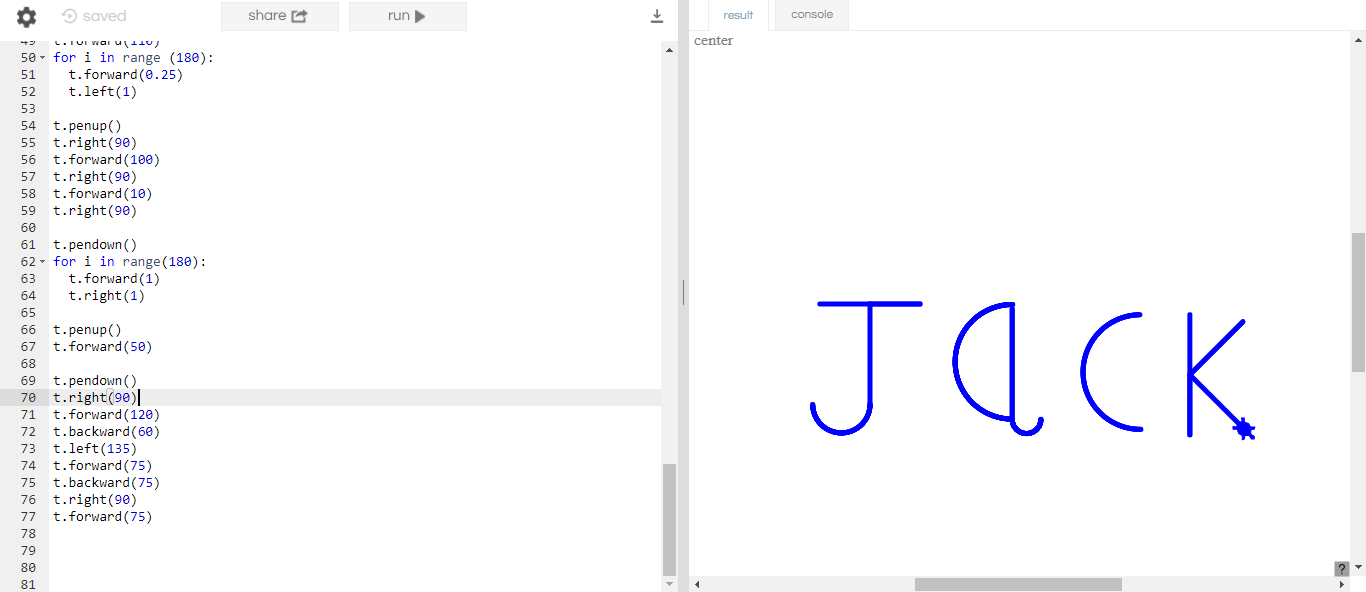 saved
share
run
result
console
49 t.forward(110)
50 for i in range (180):
51 t.forward(0.25)
52 t.left(1)
53
54 t.penup()
55 t.right(90)
56 t.forward(100)
57 t.right(90)
58 t.forward(10)
59 t.right(90)
60
61 t.pendown()
62 for i in range(180):
63 t.forward(1)
64 t.right(1)
65
66 t.penup()
67 t.forward(50)
68
69 t.pendown()
70 t.right(90)
71 t.forward(120)
72 t.backward(60)
73 t.left(135)
74 t.forward(75)
75 t.backward(75)
76 t.right(90)
77 t.forward(75)
78
79
80
81
center
JaCK
?